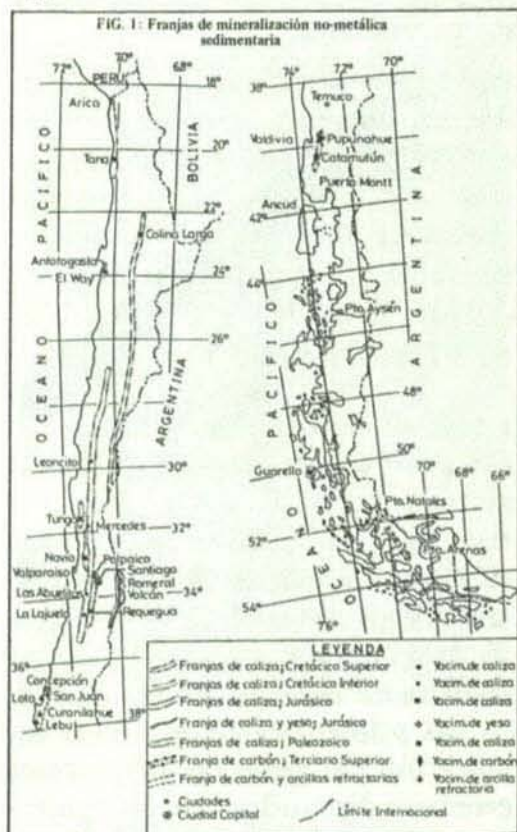 FIG. 1: Franjas de mineralización no-metálica
sedimentaria
72° 70° 68°
PERU
18°
Arica
20°
Tana
BOLIVIA
PACIFICO
22°
Colina Larga
Antofagasta
El Way
24°
26°
OCEANO
ARGENTINA
Leoncito
30°
Tunga
Mercedes
32°
Navio
Polpaico
Valparaiso
Santiago
Romeral
Las Abuelas
Volcán
34°
La Lajuela
Requegua
36°
Concepción
Lota
San Juan
Curanilahue
38°
Lebu
74° 72° 70°
38°
Temuco
Valdivia
Pupunahue
Catamutún
Puerto Montt
Ancud
42°
44°
Pto. Aysén
PACIFICO
ARGENTINA
48°
50°
Guarello
70° 68° 66°
Pto. Natales
52°
Pto. Arenas
54°
OCEANO
76°
LEYENDA
Franjas de caliza; Cretácico Superior
Yacim. de caliza
Franjas de caliza; Cretácico Inferior
Yacim. de caliza
Franjas de caliza; Jurásico
Yacim. de caliza
Franja de caliza y yeso; Jurásico
Yacim. de yeso
Franjas de caliza; Paleozoico
Yacim. de caliza
Franja de carbón; Terciario Superior
Yacim. de carbón
Franja de carbón y arcillas refractarias
Yacim. de arcilla
refractaria
Ciudades
Ciudad Capital
Límite Internacional